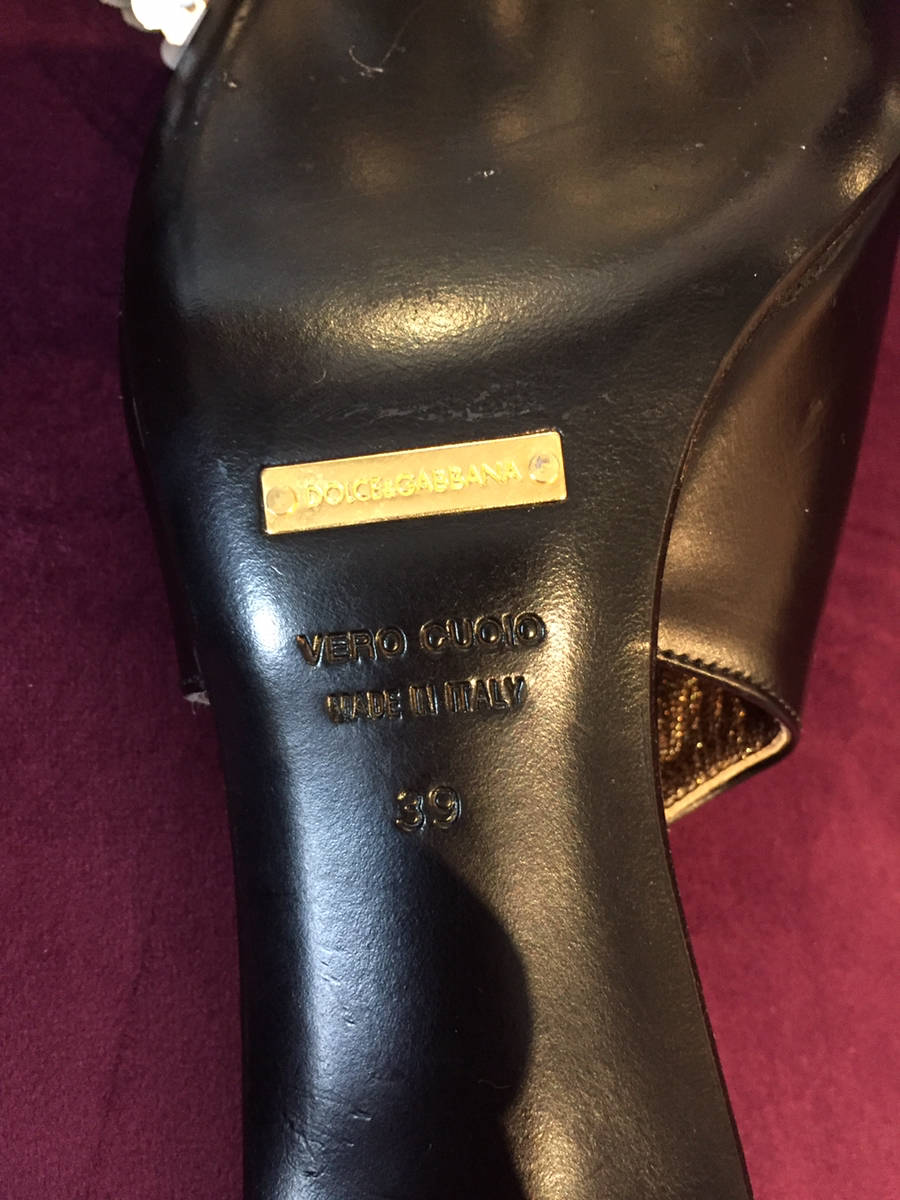 DOLCE&GABBANA
VERO CUOIO
MADE IN ITALY
39